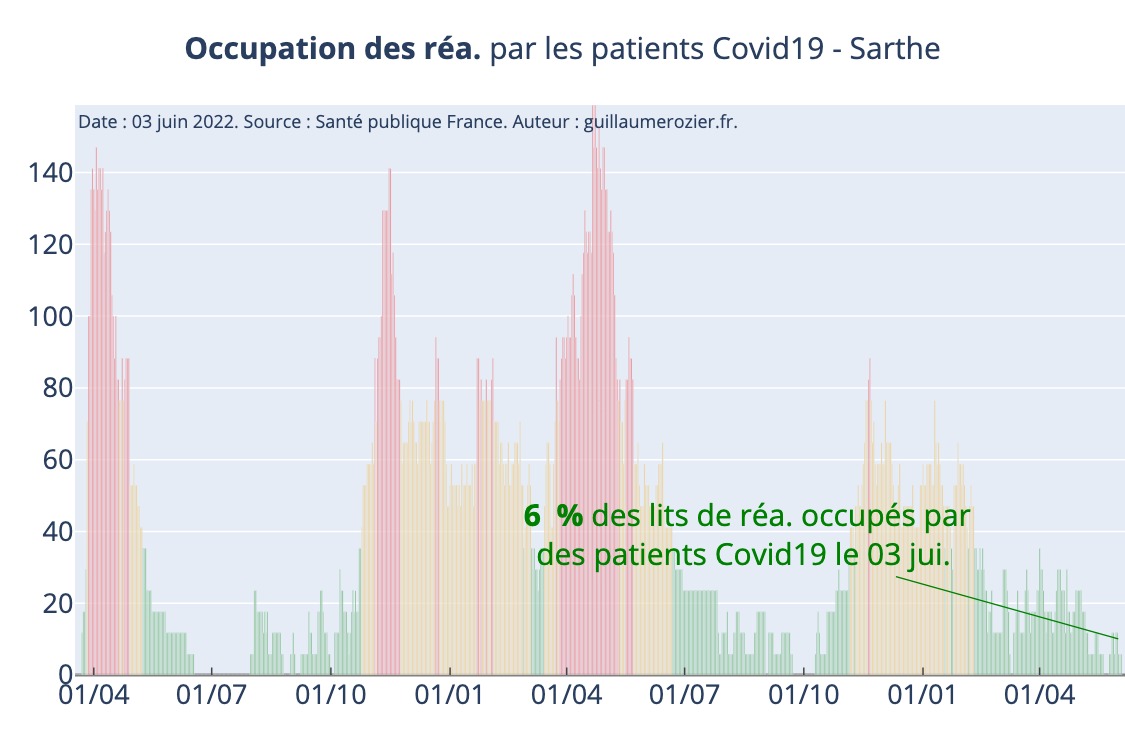 Occupation des réa. par les patients Covid19 - Sarthe
Date : 03 juin 2022. Source : Santé publique France. Auteur : guillaumerozier.fr.
140
120
100
80
60
6 % des lits de réa. occupés par
des patients Covid19 le 03 jui.
40
20
0
01/04 01/07 01/10 01/01 01/04 01/07 01/10 01/01 01/04